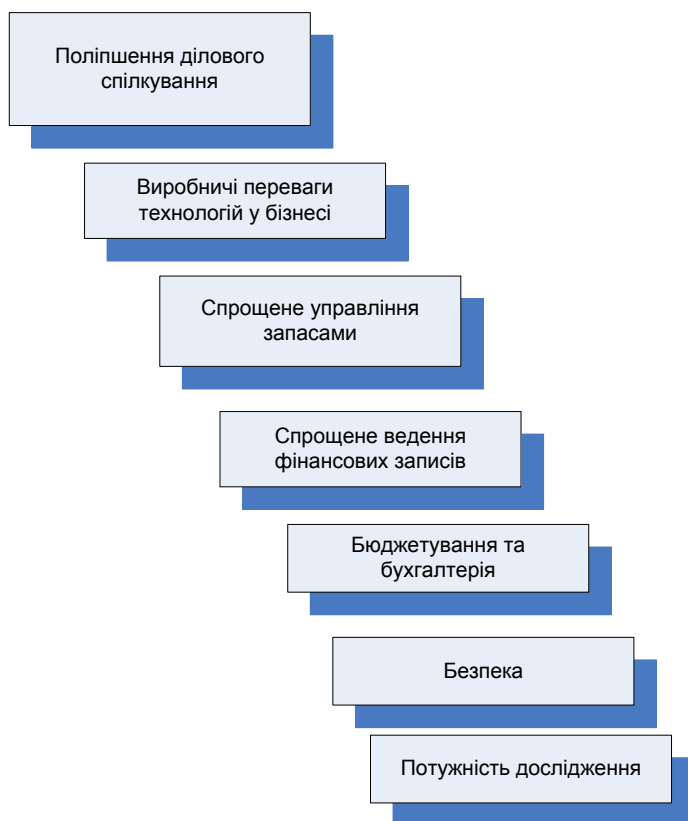 Поліпшення ділового
спілкування
Виробничі переваги
технологій у бізнесі
Спрощене управління
запасами
Спрощене ведення
фінансових записів
Бюджетування та
бухгалтерія
Безпека
Потужність дослідження